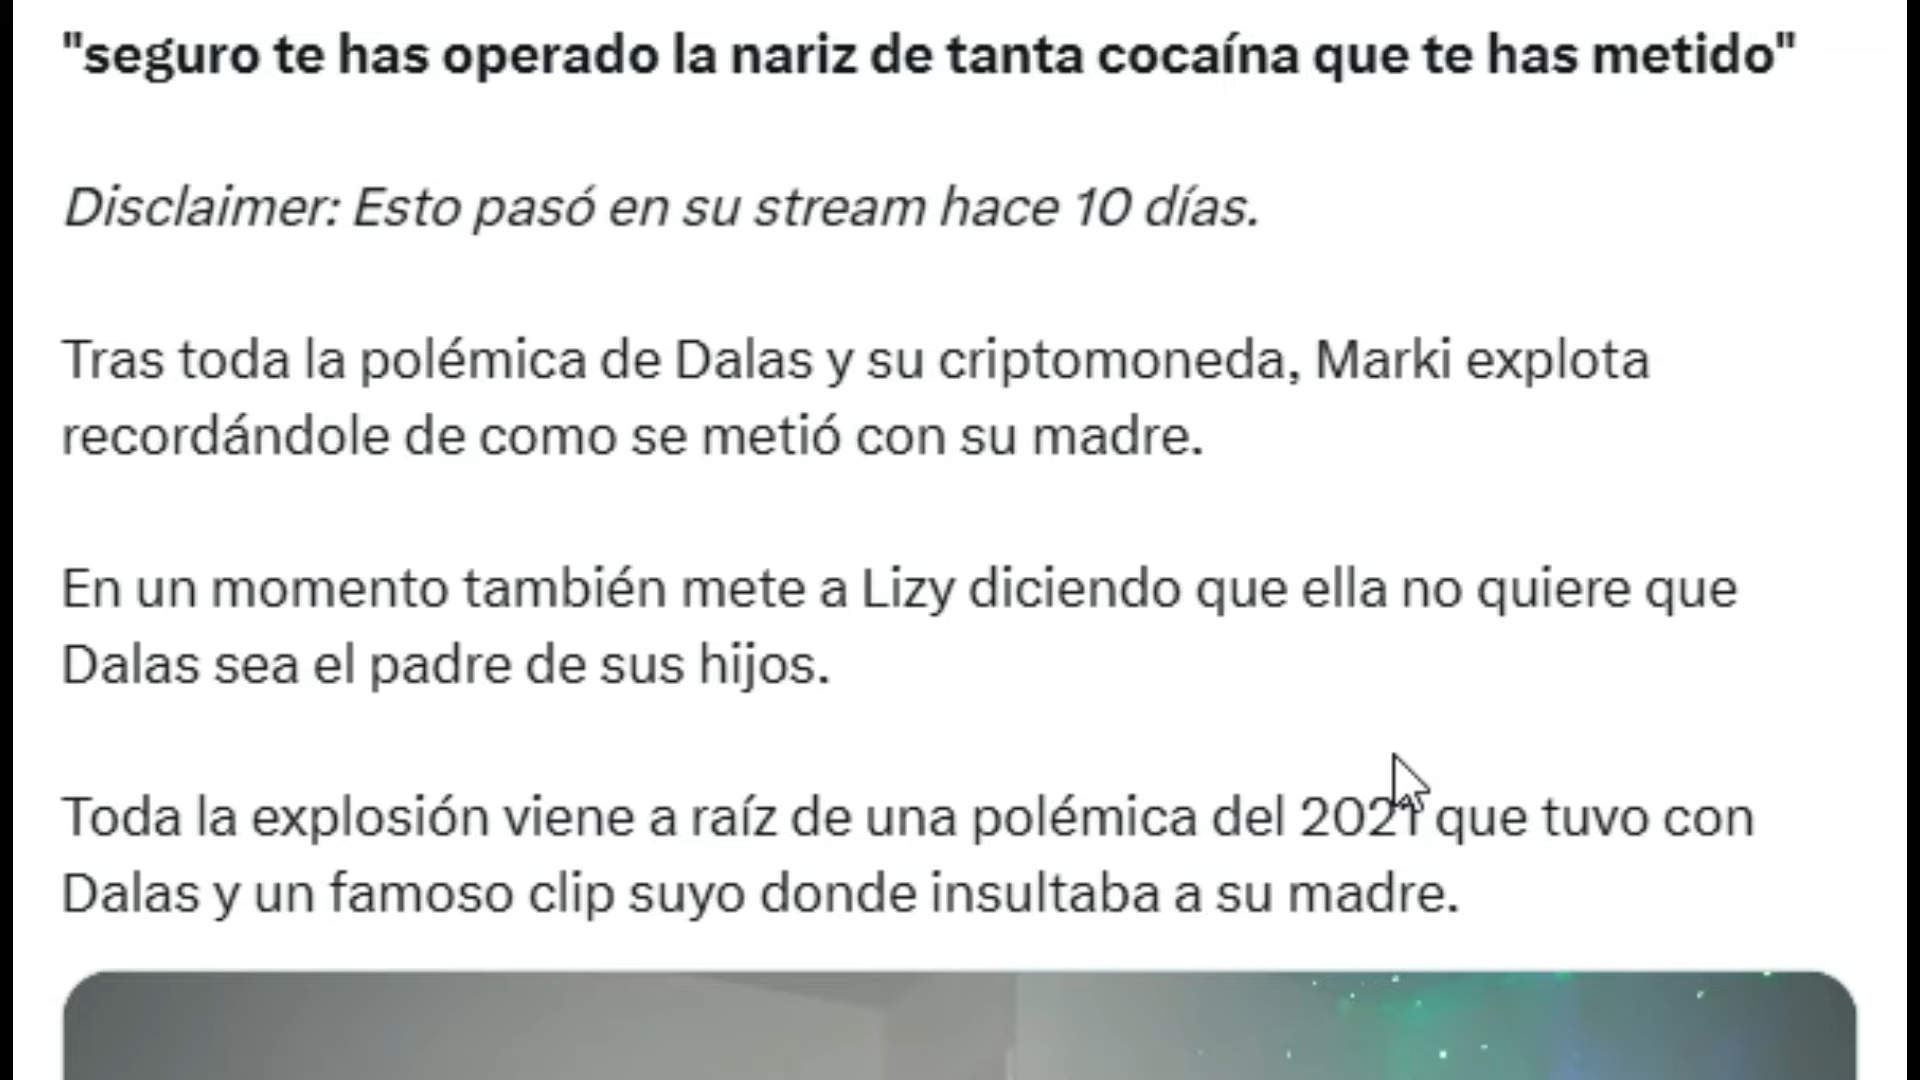 "seguro te has operado la nariz de tanta cocaína que te has metido"
Disclaimer: Esto pasó en su stream hace 10 días.
Tras toda la polémica de Dalas y su criptomoneda, Marki explota
recordándole de como se metió con su madre.
En un momento también mete a Lizy diciendo que ella no quiere que
Dalas sea el padre de sus hijos.
Toda la explosión viene a raíz de una polémica del 2021 que tuvo con
Dalas y un famoso clip suyo donde insultaba a su madre.